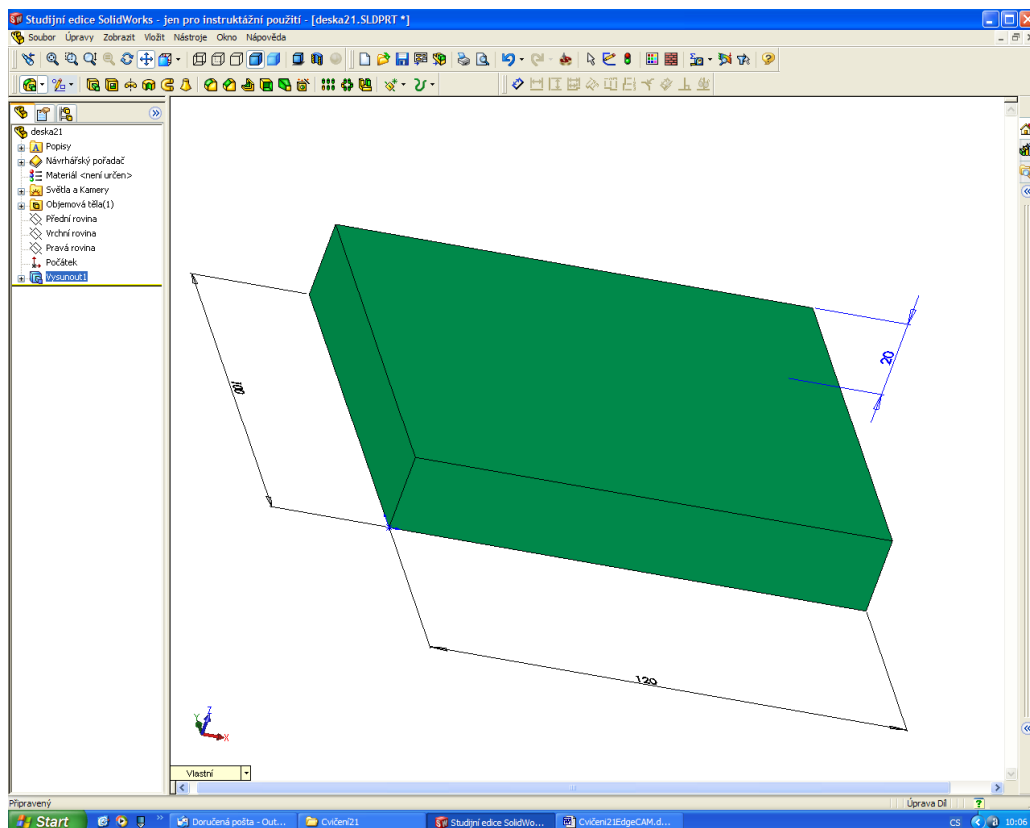 Studijní edice SolidWorks - jen pro instruktážní použití - [deska21.SLDPRT *]
Soubor Úpravy Zobrazit Vložit Nástroje Okno Nápověda
deska21
Popisy
Návrhářský pořadač
Materiál <není určen>
Světla a Kamery
Objemová těla(1)
Přední rovina
Vrchní rovina
Pravá rovina
Počátek
Vysunout1
20
100
120
Z
Y
X
Vlastní
Připravený
Úprava Díl
Start
Doručená pošta - Out...
Cvičení21
Studijní edice SolidWo...
Cvičení21EdgeCAM.d...
CS
10:06